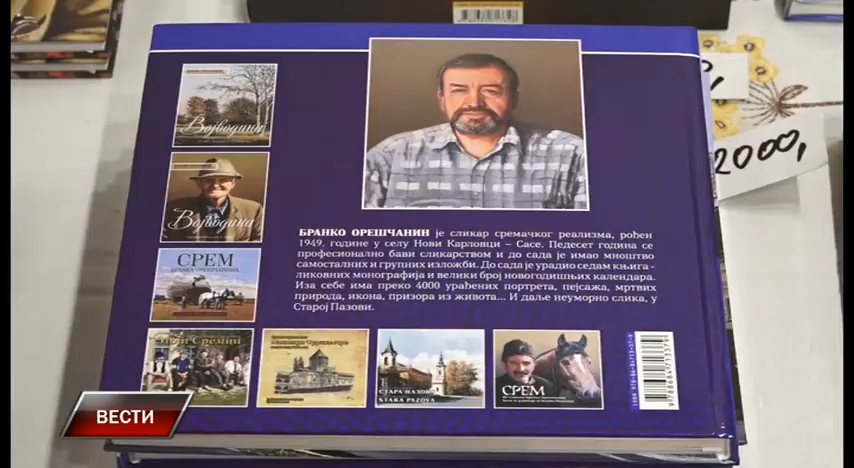 2000,
Војводина
Војводина
СРЕМ
БРАНКА ОРЕШЧАНИНА
БРАНКО ОРЕШЧАНИН је сликар сремачког реализма, рођен
1949. године у селу Нови Карловци – Сасе. Педесет година се
професионално бави сликарством и до сада је имао мноштво
самосталних и групних изложби. До сада је урадио седам књига -
ликовних монографија и велики број новогодишњих календара.
Иза себе има преко 4000 урађених портрета, пејсажа, мртвих
природа, икона, призора из живота... И даље неуморно слика, у
Старој Пазови.
СТАРА ПАЗОВА
STARA PAZOVA
СРЕМ
ВЕСТИ